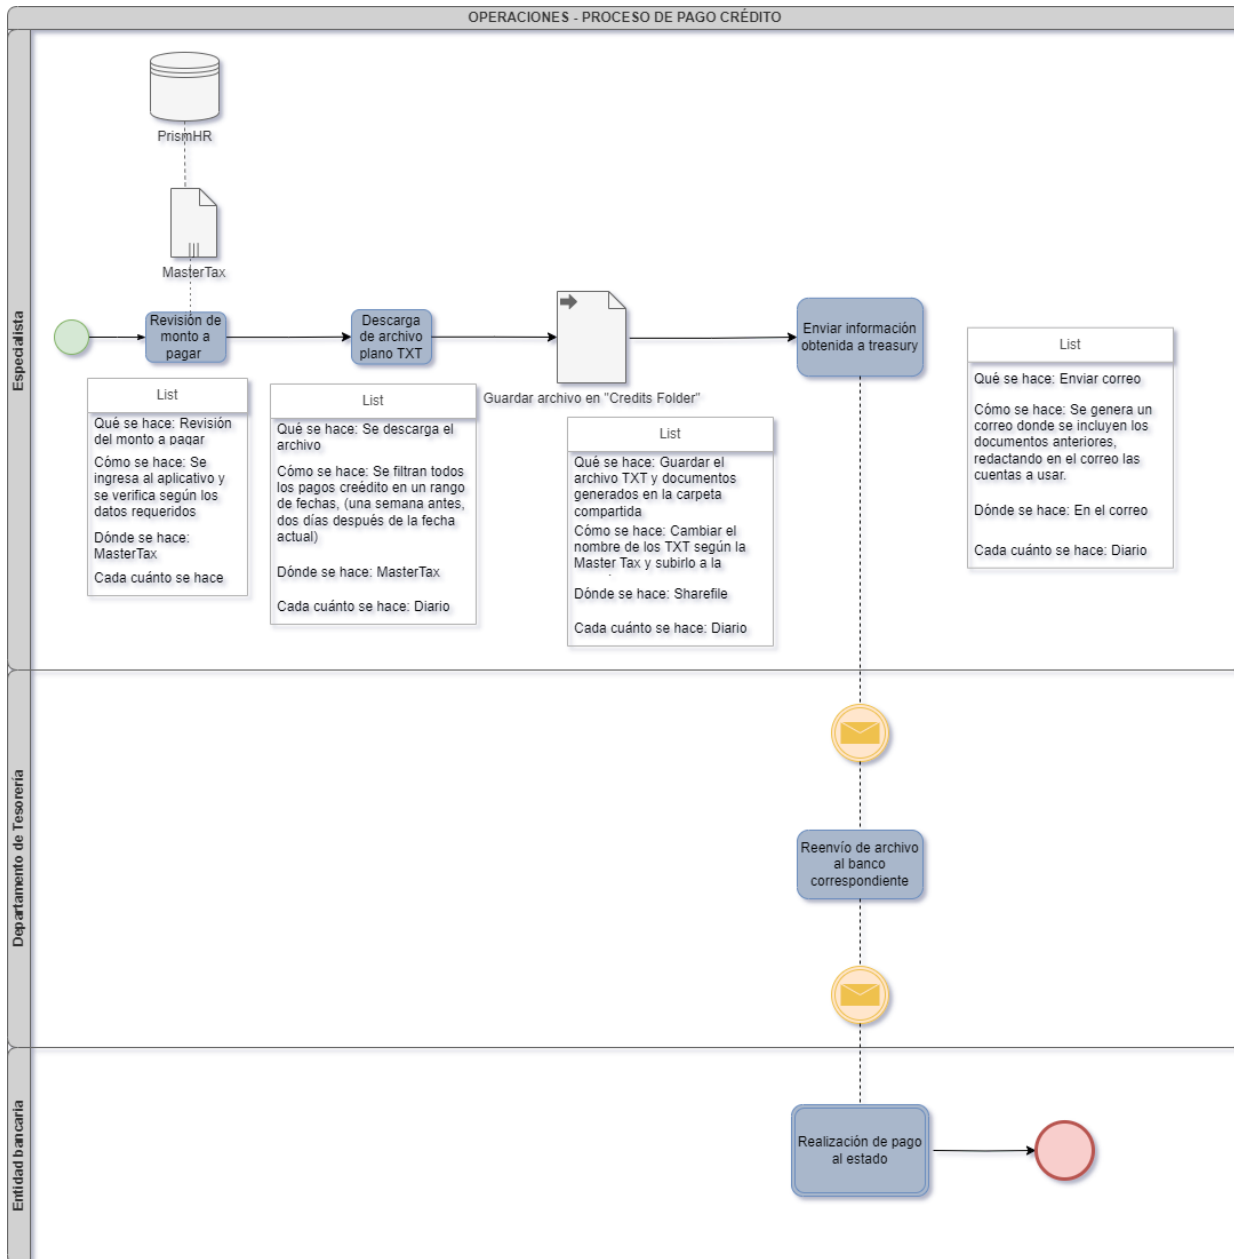 OPERACIONES - PROCESO DE PAGO CRÉDITO
Especialista
PrismHR
MasterTax
Revisión de
monto a
pagar
Descarga
de archivo
plano TXT
Guardar archivo en "Credits Folder"
Enviar información
obtenida a treasury
List
Qué se hace: Revisión
del monto a pagar
Cómo se hace: Se
ingresa al aplicativo y
se verifica según los
datos requeridos
Dónde se hace:
MasterTax
Cada cuánto se hace
List
Qué se hace: Se descarga el
archivo
Cómo se hace: Se filtran todos
los pagos creédito en un rango
de fechas, (una semana antes,
dos días después de la fecha
actual)
Dónde se hace: MasterTax
Cada cuánto se hace: Diario
List
Qué se hace: Guardar el
archivo TXT y documentos
generados en la carpeta
compartida
Cómo se hace: Cambiar el
nombre de los TXT según la
Master Tax y subirlo a la
Dónde se hace: Sharefile
Cada cuánto se hace: Diario
List
Qué se hace: Enviar correo
Cómo se hace: Se genera un
correo donde se incluyen los
documentos anteriores,
redactando en el correo las
cuentas a usar.
Dónde se hace: En el correo
Cada cuánto se hace: Diario
Departamento de Tesorería
Reenvío de archivo
al banco
correspondiente
Entidad bancaria
Realización de pago
al estado